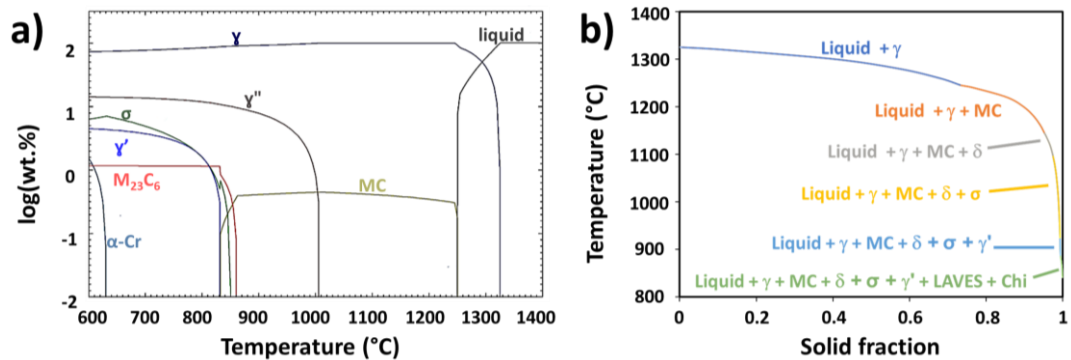 a)
γ
liquid
γ"
σ
γ'
M₂₃C₆
α-Cr
MC
log(wt.%)
2
1
0
-1
-2
600 700 800 900 1000 1100 1200 1300 1400
Temperature (°C)
b)
1400
1300
1200
1100
1000
900
800
Temperature (°C)
Liquid + γ
Liquid + γ + MC
Liquid + γ + MC + δ
Liquid + γ + MC + δ + σ
Liquid + γ + MC + δ + σ + γ'
Liquid + γ + MC + δ + σ + γ' + LAVES + Chi
0 0.2 0.4 0.6 0.8 1
Solid fraction